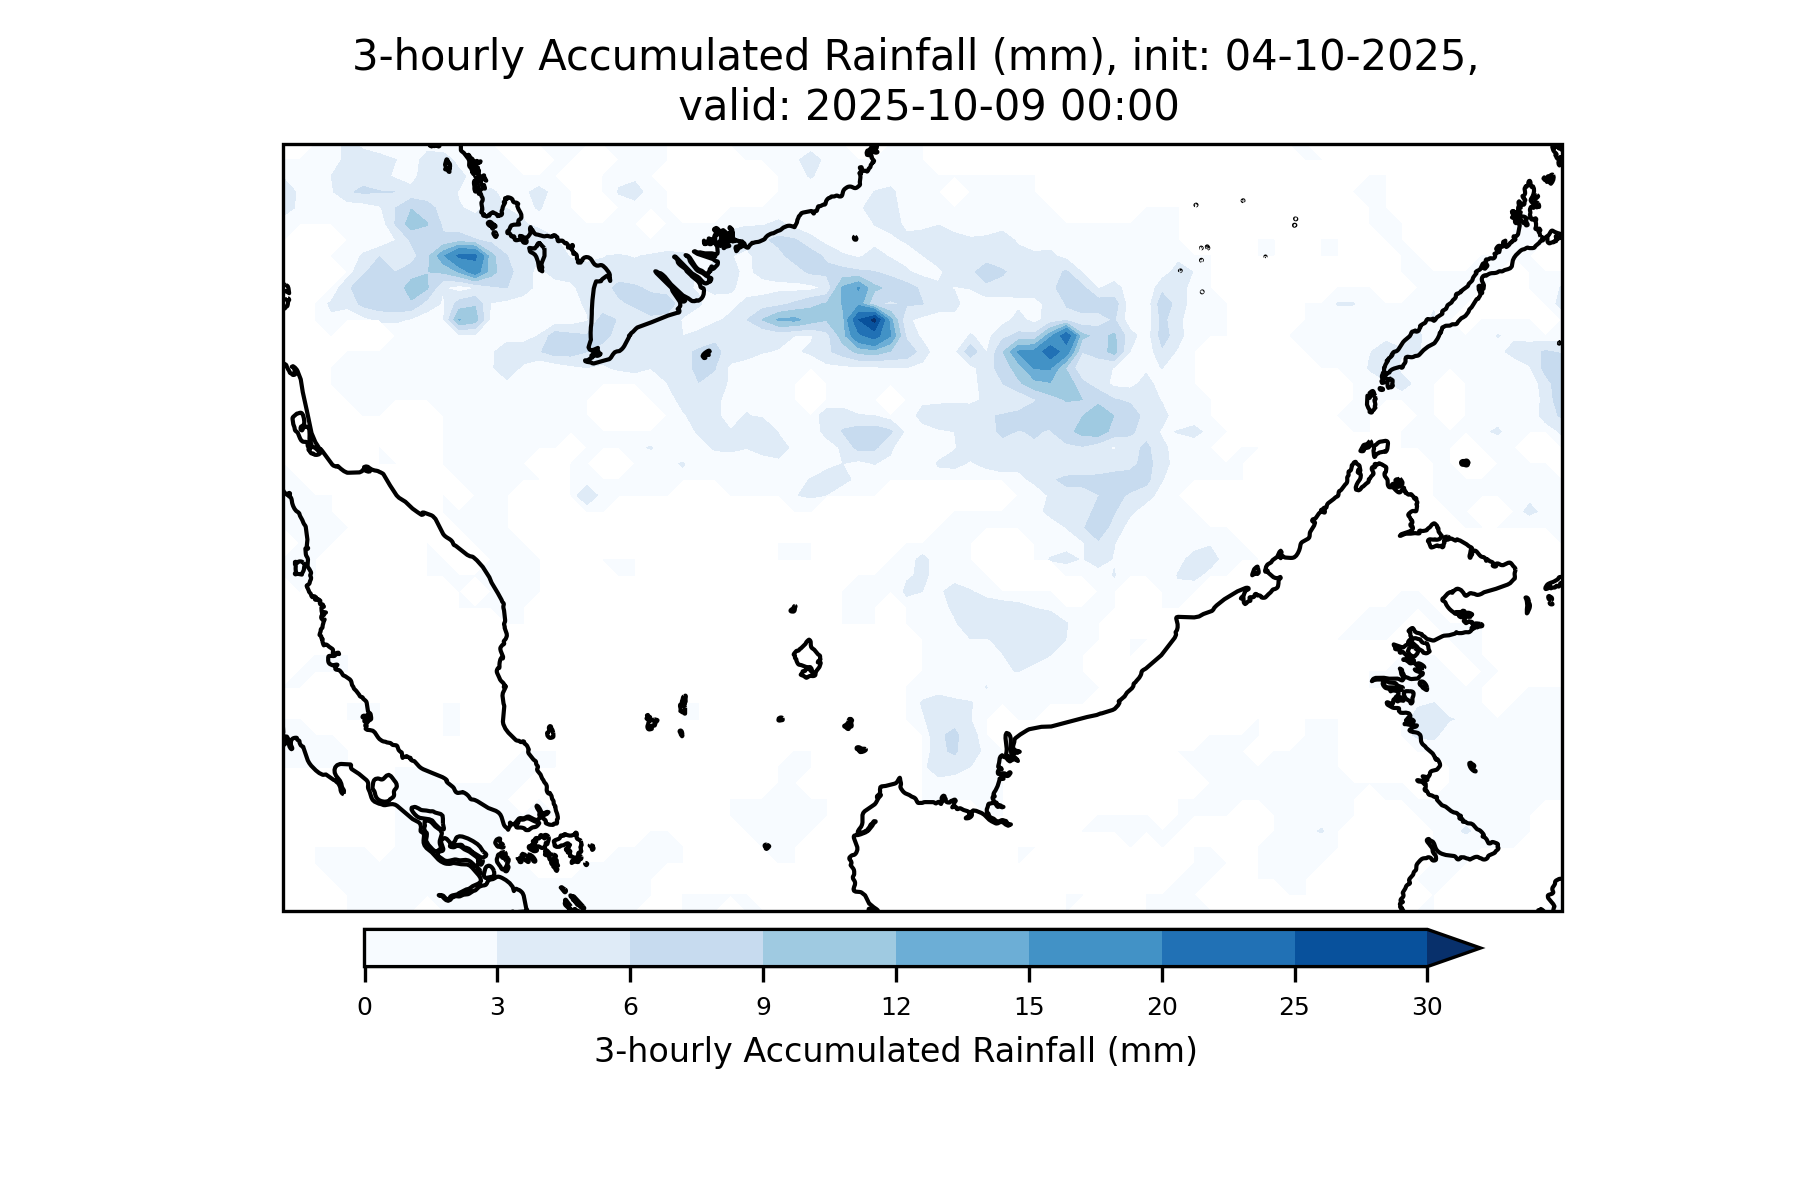 3-hourly Accumulated Rainfall (mm), init: 04-10-2025,
valid: 2025-10-09 00:00
0 3 6 9 12 15 20 25 30
3-hourly Accumulated Rainfall (mm)